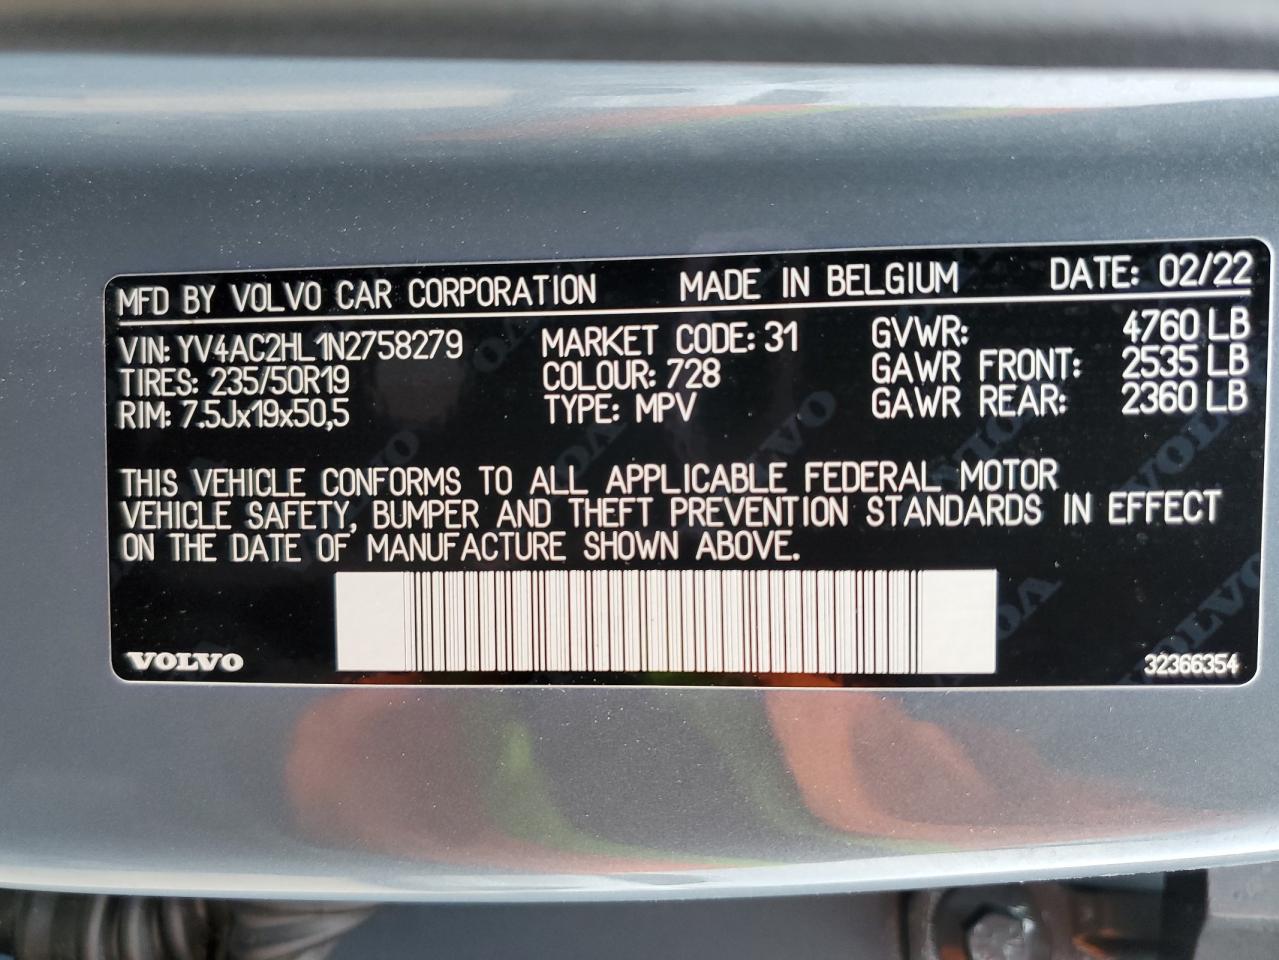 MFD BY VOLVO CAR CORPORATION MADE IN BELGIUM DATE: 02/22
VIN: YV4AC2HL1N2758279 MARKET CODE: 31 GVWR: 4760 LB
TIRES: 235/50R19 COLOUR: 728 GAWR FRONT: 2535 LB
RIM: 7.5Jx19x50,5 TYPE: MPV GAWR REAR: 2360 LB
THIS VEHICLE CONFORMS TO ALL APPLICABLE FEDERAL MOTOR
VEHICLE SAFETY, BUMPER AND THEFT PREVENTION STANDARDS IN EFFECT
ON THE DATE OF MANUFACTURE SHOWN ABOVE.
VOLVO 32366354